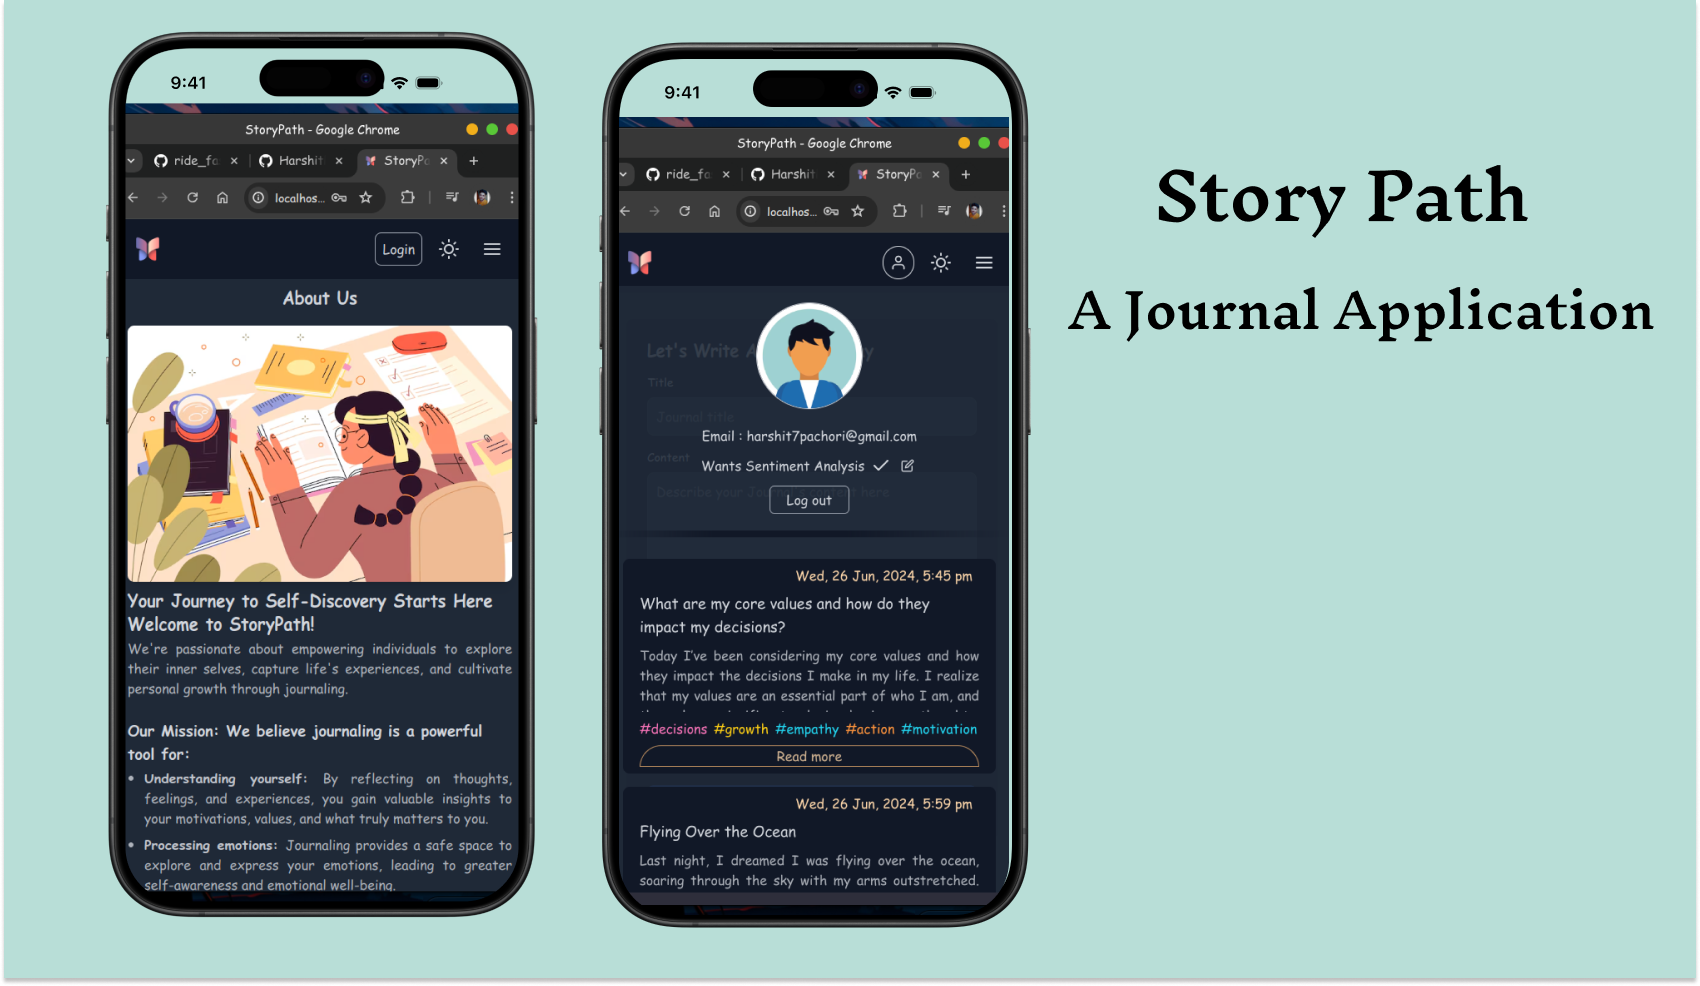 9:41
StoryPath - Google Chrome
ride_fa
Harshit
StoryPa
localhos...
Login
About Us
Your Journey to Self-Discovery Starts Here
Welcome to StoryPath!
We're passionate about empowering individuals to explore
their inner selves, capture life's experiences, and cultivate
personal growth through journaling.
Our Mission: We believe journaling is a powerful
tool for:
• Understanding yourself: By reflecting on thoughts,
feelings, and experiences, you gain valuable insights to
your motivations, values, and what truly matters to you.
• Processing emotions: Journaling provides a safe space to
explore and express your emotions, leading to greater
self-awareness and emotional well-being.
9:41
StoryPath - Google Chrome
ride_fa
Harshit
StoryPa
localhos...
Let's Write A
Title
Journal title
Email : harshit7pachori@gmail.com
Content
Wants Sentiment Analysis
Describe your Journal's content here
Log out
Wed, 26 Jun, 2024, 5:45 pm
What are my core values and how do they
impact my decisions?
Today I've been considering my core values and how
they impact the decisions I make in my life. I realize
that my values are an essential part of who I am, and
#decisions #growth #empathy #action #motivation
Read more
Wed, 26 Jun, 2024, 5:59 pm
Flying Over the Ocean
Last night, I dreamed I was flying over the ocean,
soaring through the sky with my arms outstretched.
Story Path
A Journal Application